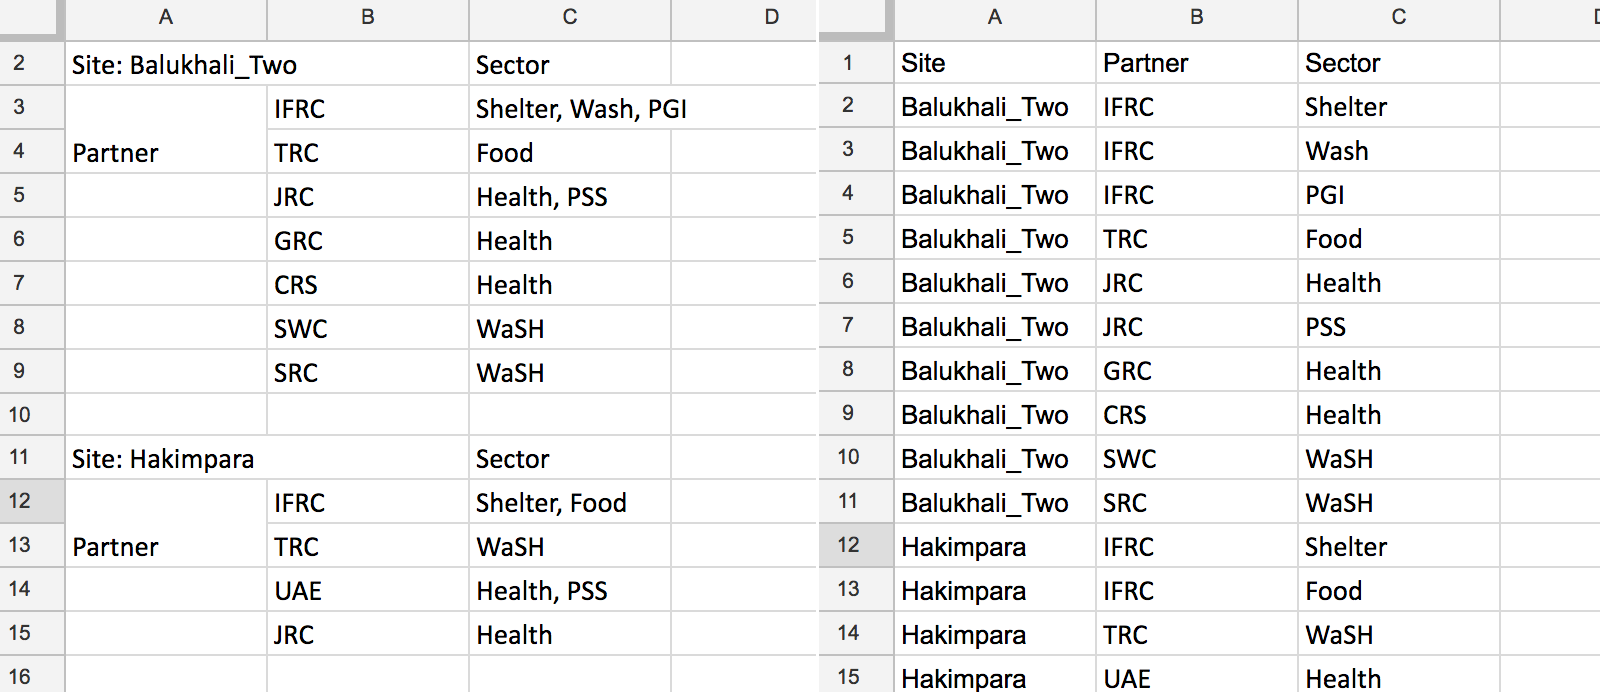 A B C D
2 Site: Balukhali_Two Sector
3 IFRC Shelter, Wash, PGI
4 Partner TRC Food
5 JRC Health, PSS
6 GRC Health
7 CRS Health
8 SWC WaSH
9 SRC WaSH
10
11 Site: Hakimpara Sector
12 IFRC Shelter, Food
13 Partner TRC WaSH
14 UAE Health, PSS
15 JRC Health
16
A B C
1 Site Partner Sector
2 Balukhali_Two IFRC Shelter
3 Balukhali_Two IFRC Wash
4 Balukhali_Two IFRC PGI
5 Balukhali_Two TRC Food
6 Balukhali_Two JRC Health
7 Balukhali_Two JRC PSS
8 Balukhali_Two GRC Health
9 Balukhali_Two CRS Health
10 Balukhali_Two SWC WaSH
11 Balukhali_Two SRC WaSH
12 Hakimpara IFRC Shelter
13 Hakimpara IFRC Food
14 Hakimpara TRC WaSH
15 Hakimpara UAE Health